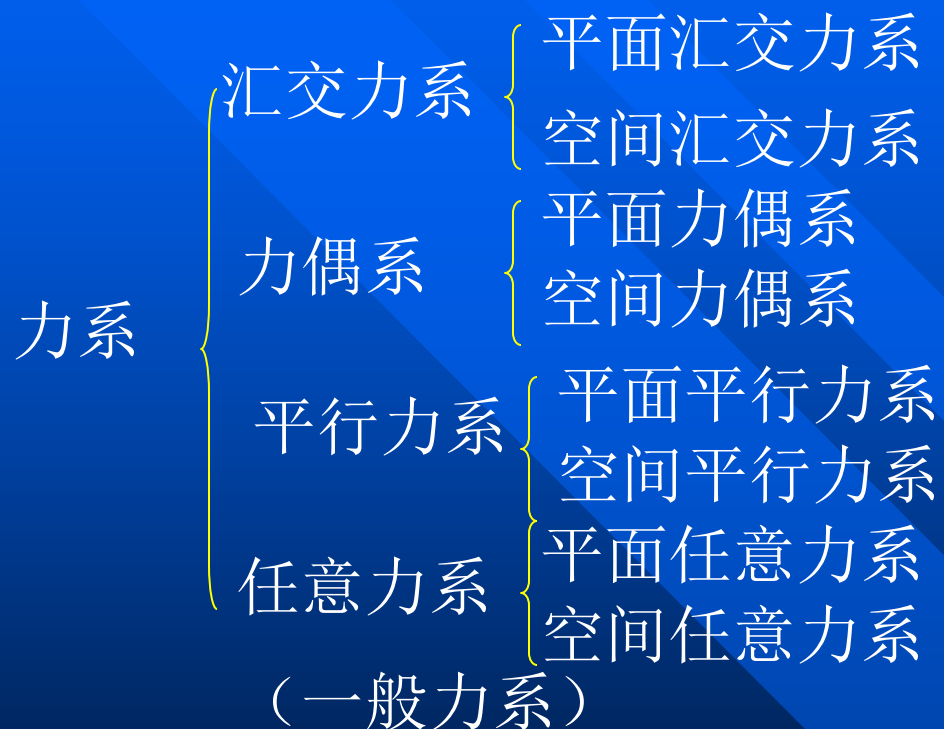 力系
汇交力系
平面汇交力系
空间汇交力系
力偶系
平面力偶系
空间力偶系
平行力系
平面平行力系
空间平行力系
任意力系
(一般力系)
平面任意力系
空间任意力系